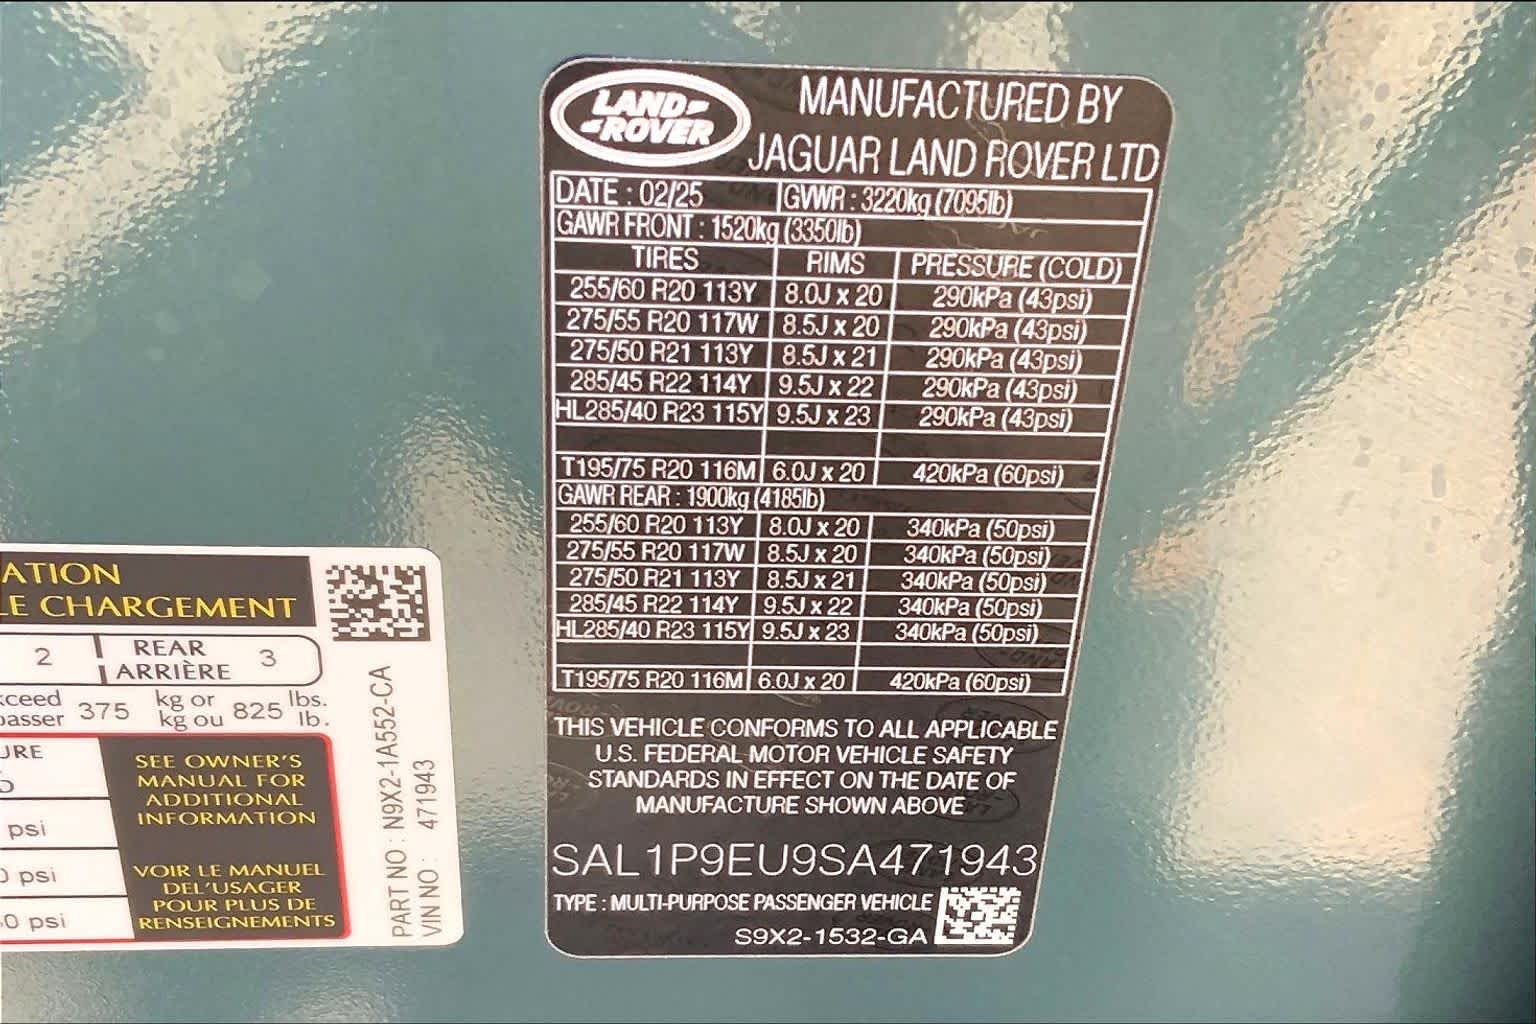 LAND ROVER
MANUFACTURED BY
JAGUAR LAND ROVER LTD
DATE : 02/25 GVWR : 3220kg (7095lb)
GAWR FRONT : 1520kg (3350lb)
TIRES RIMS PRESSURE (COLD)
255/60 R20 113Y 8.0J x 20 290kPa (43psi)
275/55 R20 117W 8.5J x 20 290kPa (43psi)
275/50 R21 113Y 8.5J x 21 290kPa (43psi)
285/45 R22 114Y 9.5J x 22 290kPa (43psi)
HL285/40 R23 115Y 9.5J x 23 290kPa (43psi)
T195/75 R20 116M 6.0J x 20 420kPa (60psi)
GAWR REAR : 1900kg (4185lb)
255/60 R20 113Y 8.0J x 20 340kPa (50psi)
275/55 R20 117W 8.5J x 20 340kPa (50psi)
275/50 R21 113Y 8.5J x 21 340kPa (50psi)
285/45 R22 114Y 9.5J x 22 340kPa (50psi)
HL285/40 R23 115Y 9.5J x 23 340kPa (50psi)
T195/75 R20 116M 6.0J x 20 420kPa (60psi)
THIS VEHICLE CONFORMS TO ALL APPLICABLE
U.S. FEDERAL MOTOR VEHICLE SAFETY
STANDARDS IN EFFECT ON THE DATE OF
MANUFACTURE SHOWN ABOVE
SAL1P9EU9SA471943
TYPE : MULTI-PURPOSE PASSENGER VEHICLE
S9X2-1532-GA
ATION
LE CHARGEMENT
2 REAR 3
ARRIÈRE
xceed 375 kg or 825 lbs.
passer kg ou lb.
URE
psi
0 psi
60 psi
SEE OWNER'S
MANUAL FOR
ADDITIONAL
INFORMATION
VOIR LE MANUEL
DEL'USAGER
POUR PLUS DE
RENSEIGNEMENTS
PART NO : N9X2-1A552-CA
VIN NO : 471943